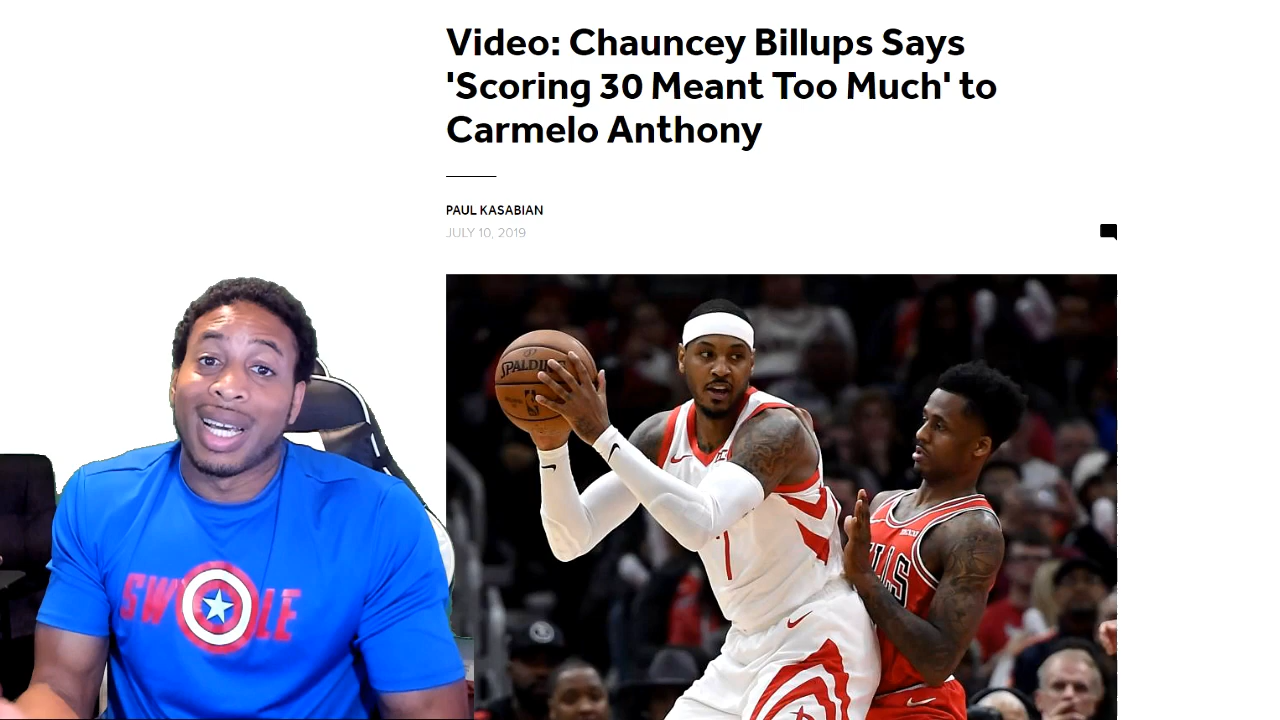 Video: Chauncey Billups Says
'Scoring 30 Meant Too Much' to
Carmelo Anthony
PAUL KASABIAN
JULY 10, 2019
SPALDING
SW LE